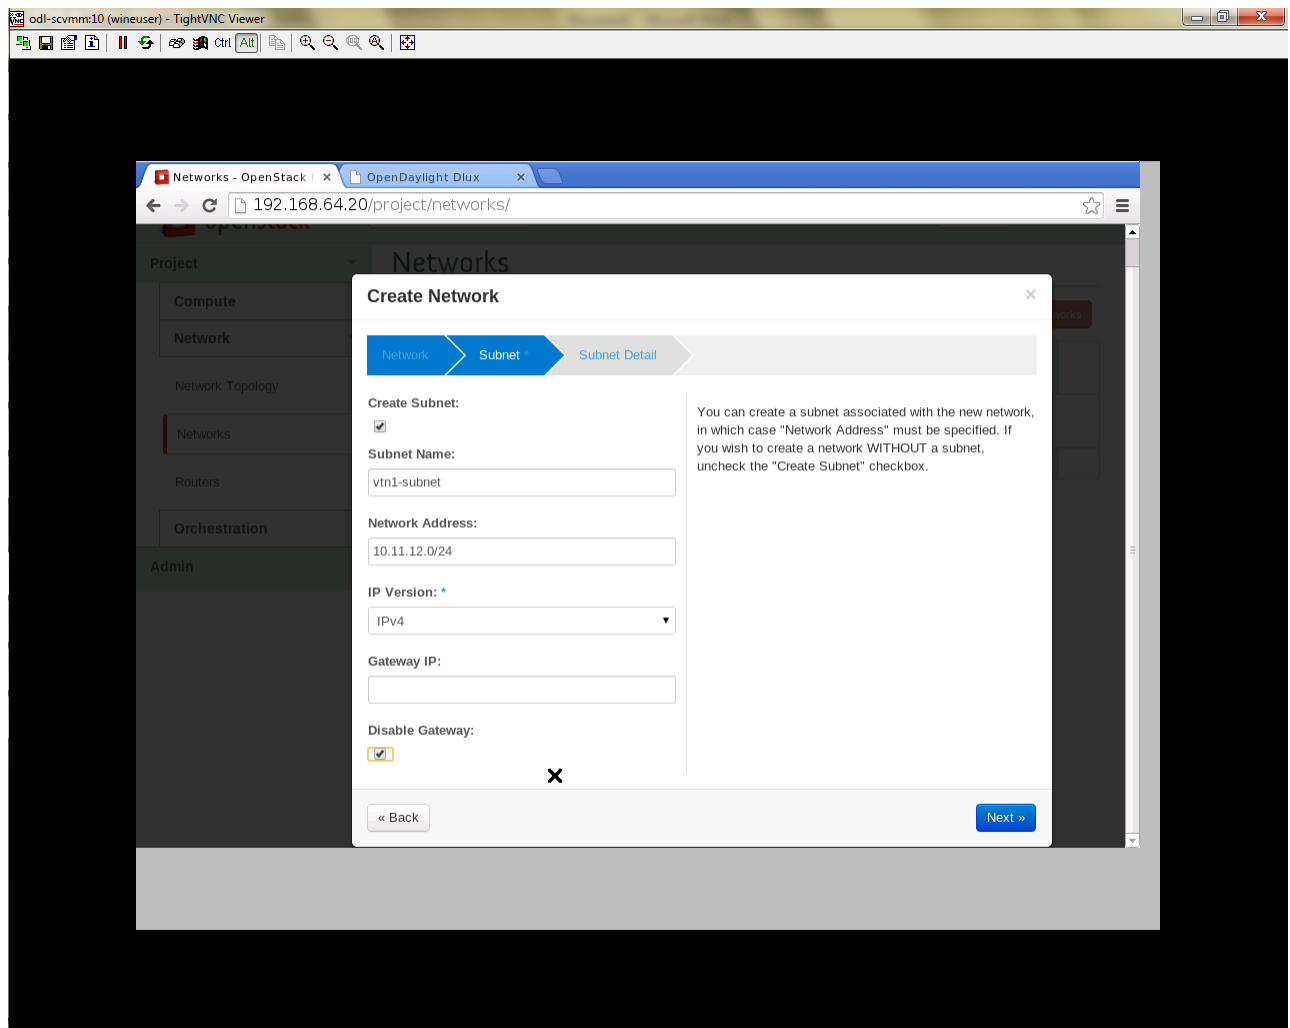 odl-scvmm:10 (wineuser) - TightVNC Viewer
Ctrl Alt
Networks - OpenStack
OpenDaylight Dlux
192.168.64.20/project/networks/
openstack
Project
Networks
Compute
Network
Network Topology
Networks
Routers
Orchestration
Admin
Create Network
Network
Subnet *
Subnet Detail
Create Subnet:
Subnet Name:
vtn1-subnet
Network Address:
10.11.12.0/24
IP Version: *
IPv4
Gateway IP:
Disable Gateway:
You can create a subnet associated with the new network,
in which case "Network Address" must be specified. If
you wish to create a network WITHOUT a subnet,
uncheck the "Create Subnet" checkbox.
« Back
Next »